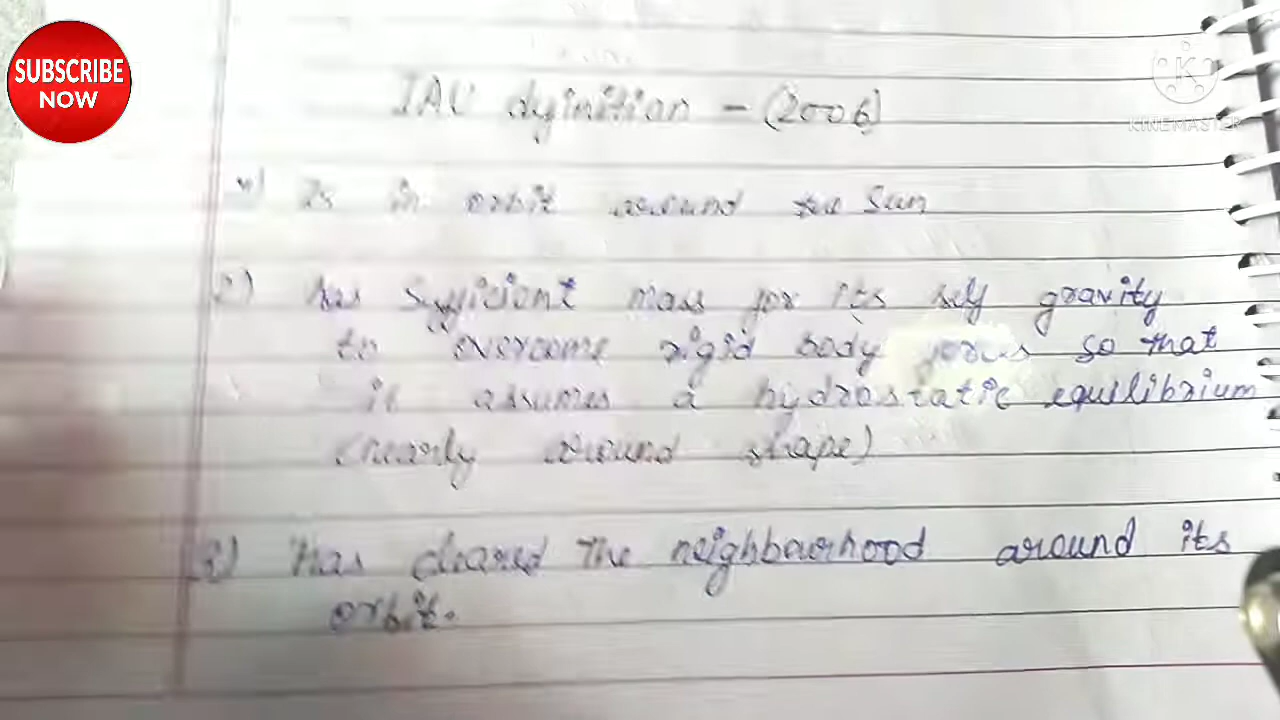 SUBSCRIBE
NOW
KINEMASTER
IAU dyinition - (2006)
1) Is in orbit around the Sun
2) has sufficient mass for its self gravity
to overcome rigid body forces so that
it assumes a hydrostatic equilibrium
(nearly around shape)
3) has cleared the neighbourhood around its
orbit.